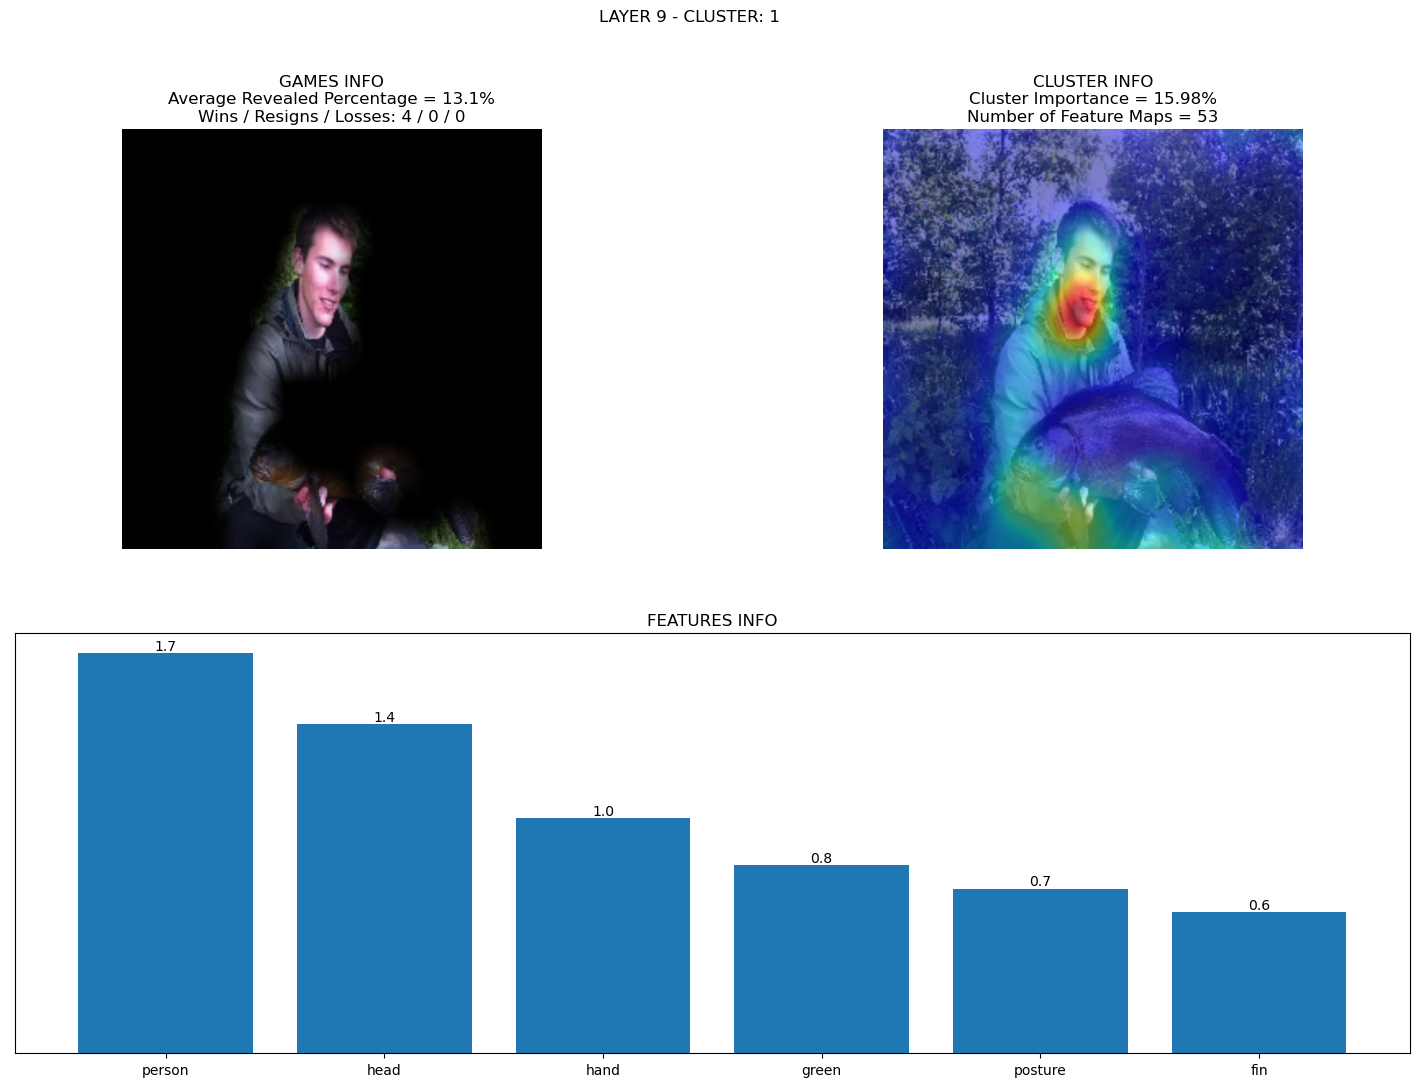 LAYER 9 - CLUSTER: 1
GAMES INFO
Average Revealed Percentage = 13.1%
Wins / Resigns / Losses: 4 / 0 / 0
CLUSTER INFO
Cluster Importance = 15.98%
Number of Feature Maps = 53
FEATURES INFO
1.7
1.4
1.0
0.8
0.7
0.6
person
head
hand
green
posture
fin